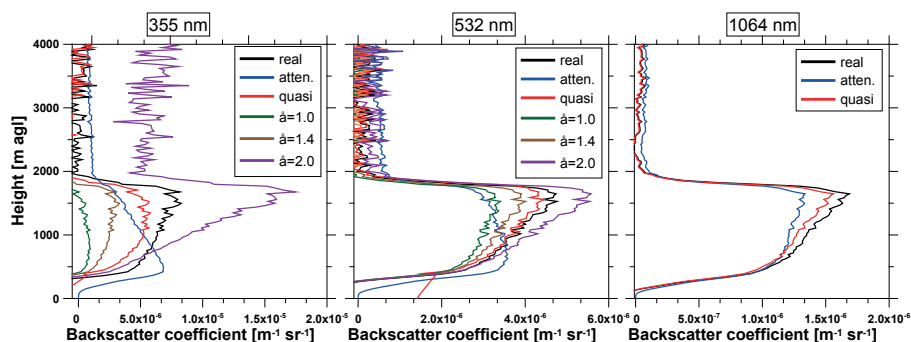 355 nm
532 nm
1064 nm
Height [m agl]
4000
3000
2000
1000
0
real
atten.
quasi
å=1.0
å=1.4
å=2.0
real
atten.
quasi
å=1.0
å=1.4
å=2.0
real
atten.
quasi
0 5.0x10⁻⁶ 1.0x10⁻⁵ 1.5x10⁻⁵ 2.0x10⁻⁵
0 2.0x10⁻⁶ 4.0x10⁻⁶ 6.0x10⁻⁶
0 5.0x10⁻⁷ 1.0x10⁻⁶ 1.5x10⁻⁶ 2.0x10⁻⁶
Backscatter coefficient [m⁻¹ sr⁻¹]
Backscatter coefficient [m⁻¹ sr⁻¹]
Backscatter coefficient [m⁻¹ sr⁻¹]